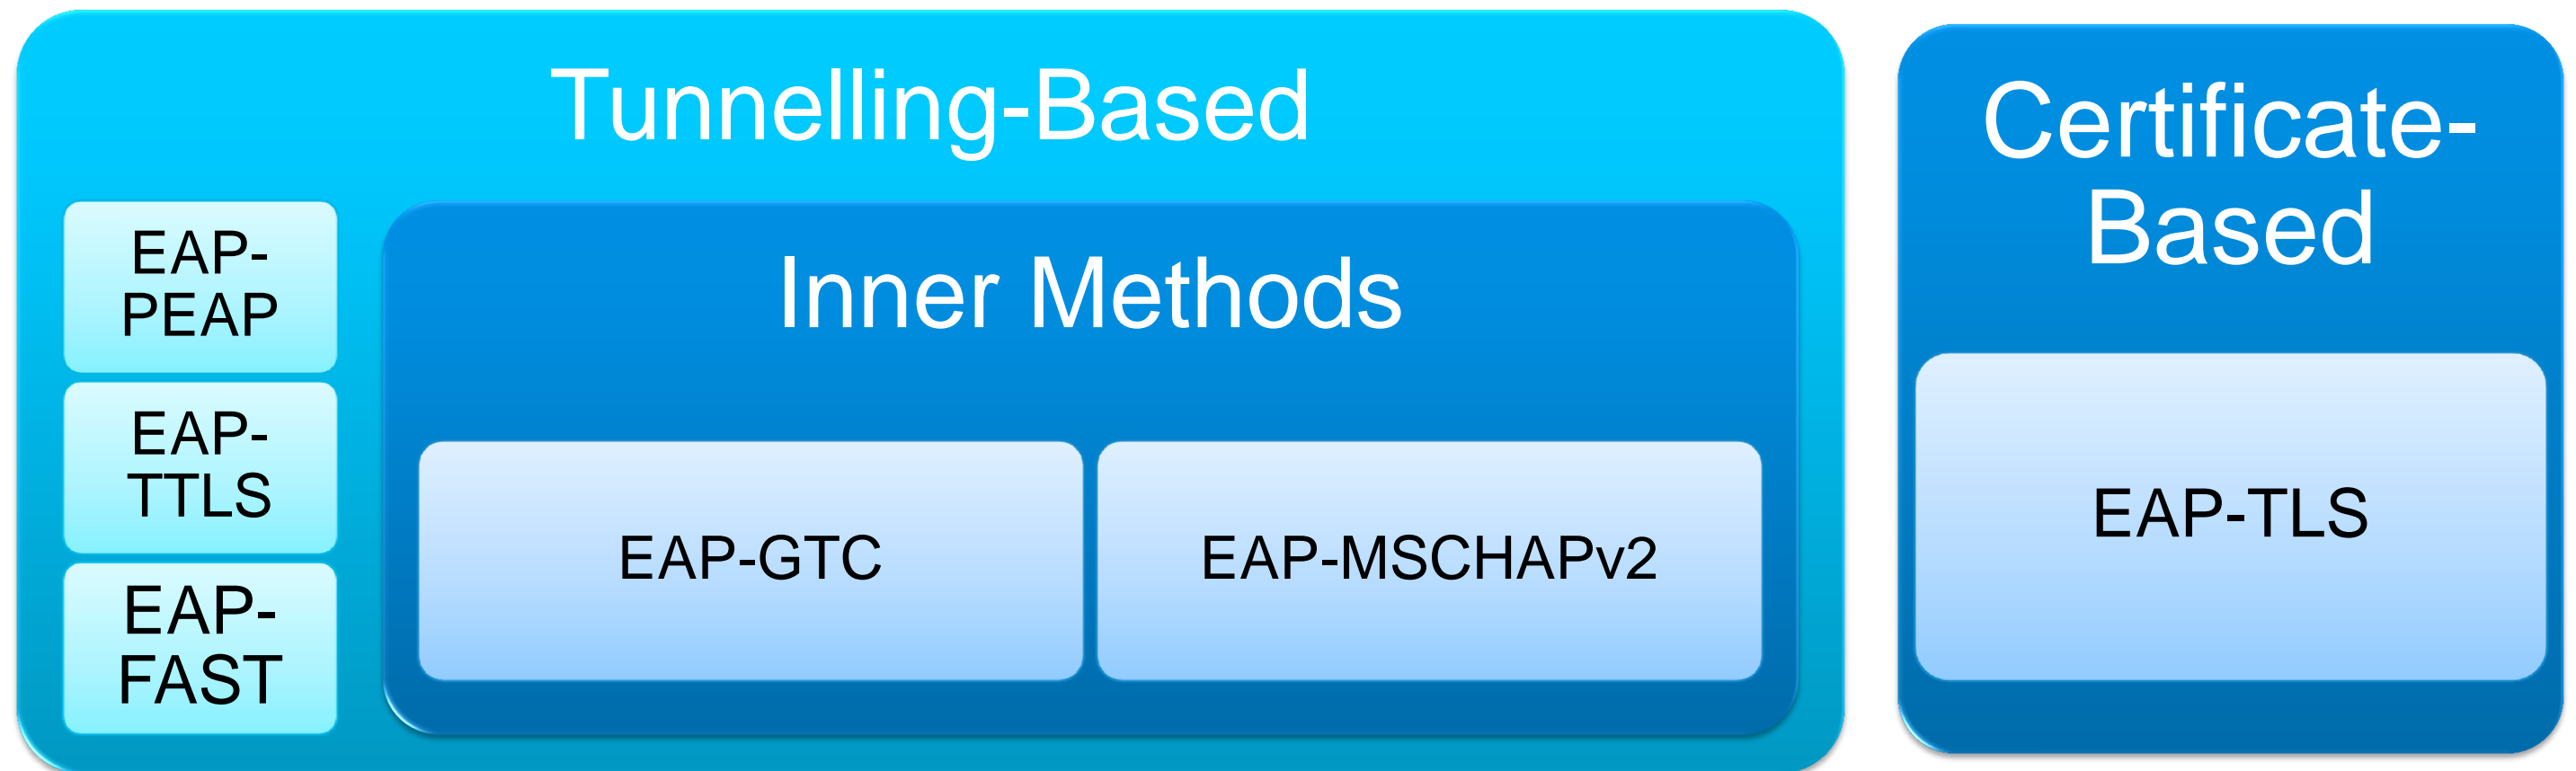 Tunnelling-Based
EAP-
PEAP
EAP-
TTLS
EAP-
FAST
Inner Methods
EAP-GTC
EAP-MSCHAPv2
Certificate-
Based
EAP-TLS